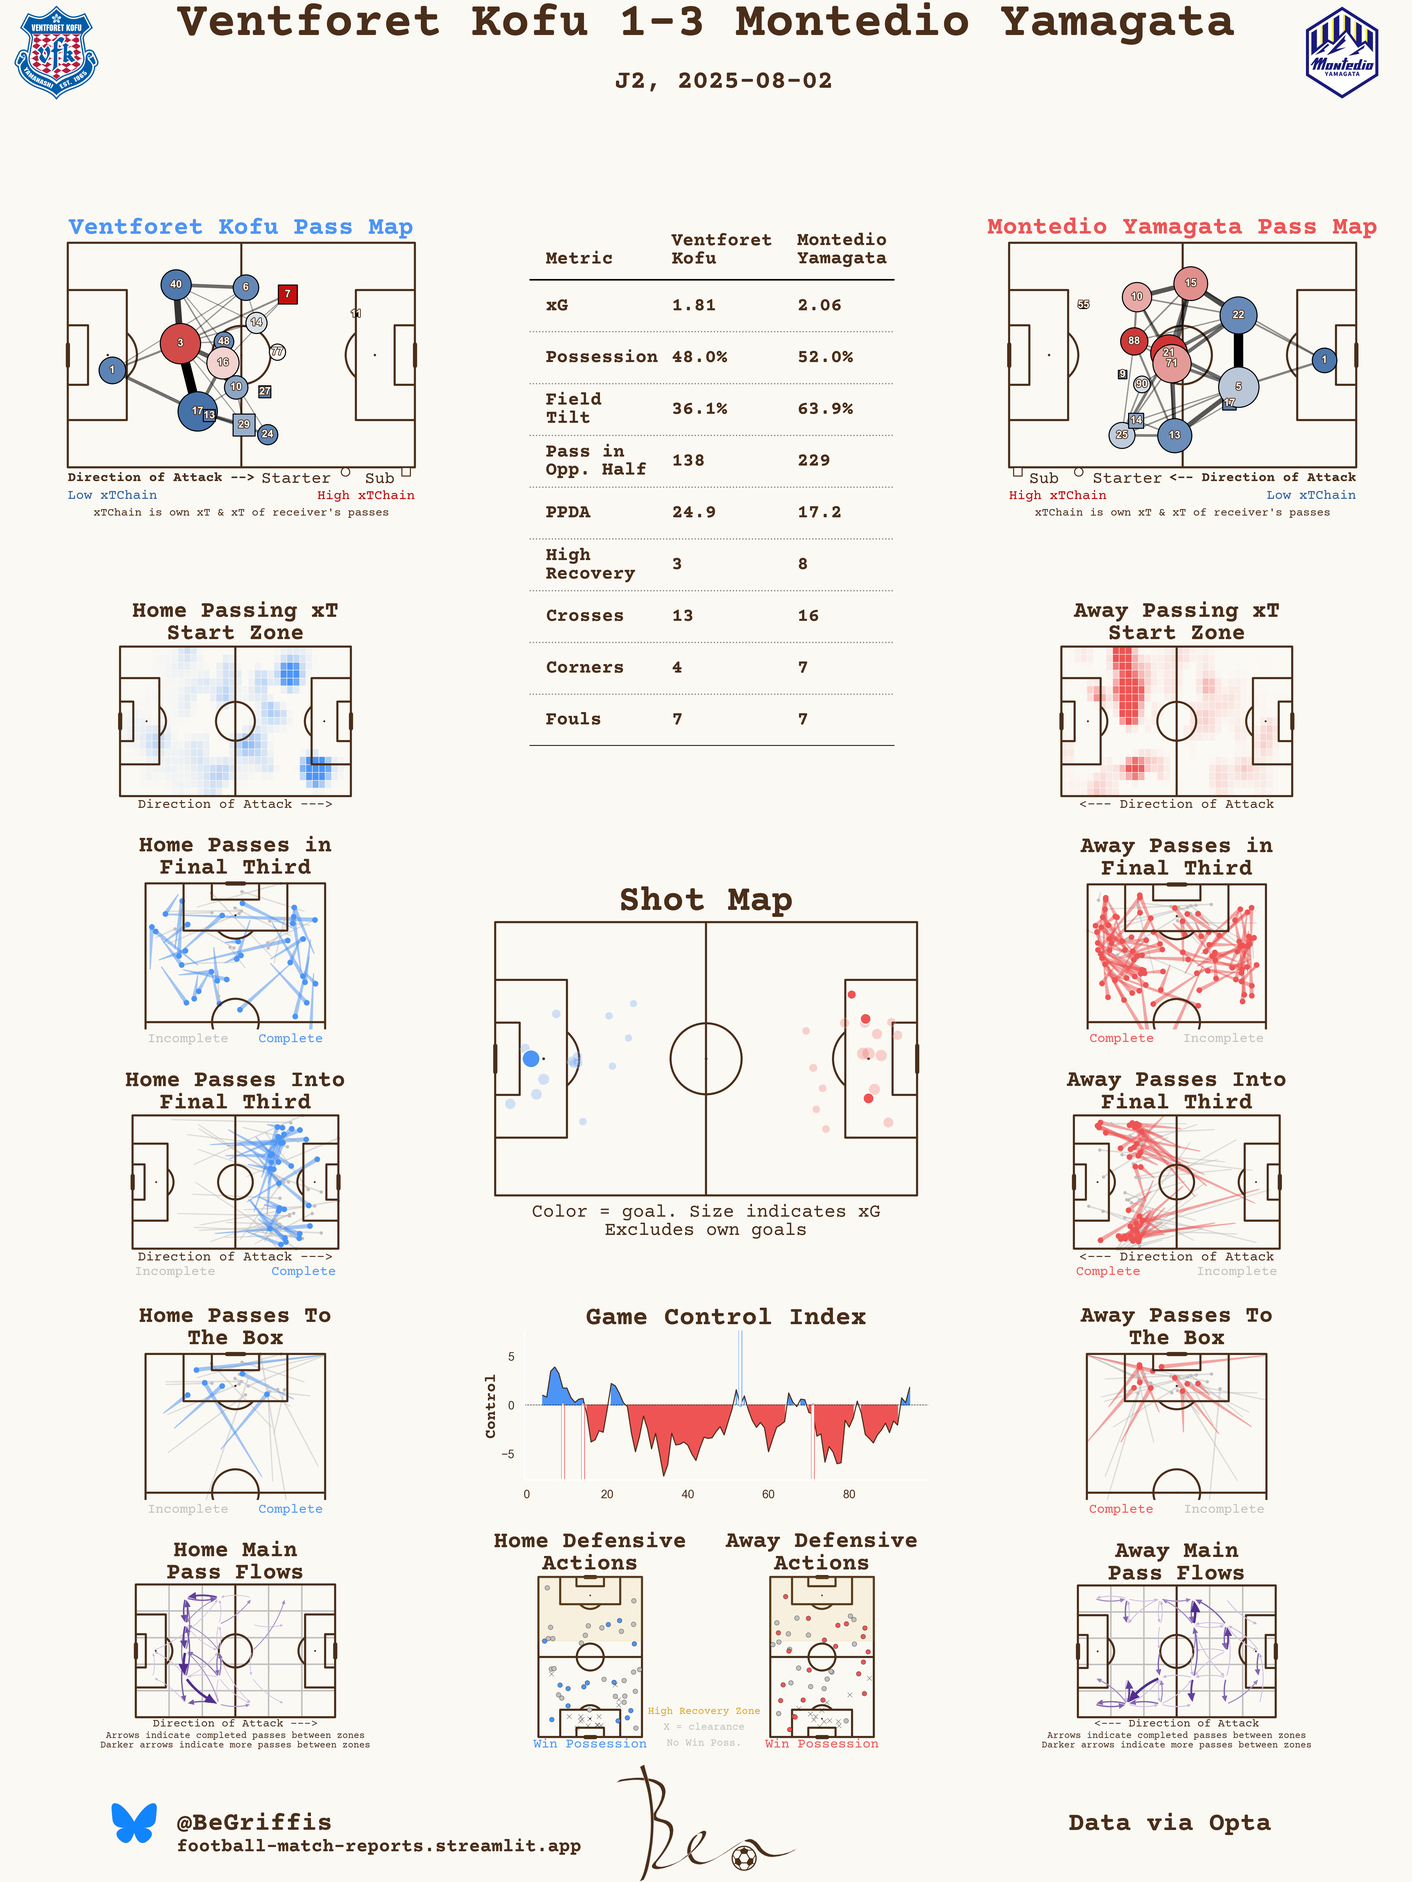 Ventforet Kofu 1-3 Montedio Yamagata
J2, 2025-08-02
VENTFORET KOFU
vfk
YAMANASHI EST. 1965
Montedio
YAMAGATA
Ventforet Kofu Pass Map
40
6
7
14
11
3
48
16
77
1
10
27
17
13
29
24
Direction of Attack --> Starter Sub
Low xTChain High xTChain
xTChain is own xT & xT of receiver's passes
Metric Ventforet Kofu Montedio Yamagata
xG 1.81 2.06
Possession 48.0% 52.0%
Field Tilt 36.1% 63.9%
Pass in Opp. Half 138 229
PPDA 24.9 17.2
High Recovery 3 8
Crosses 13 16
Corners 4 7
Fouls 7 7
Montedio Yamagata Pass Map
15
10
55
22
88
21
71
1
9
90
5
17
14
25
13
Sub Starter <-- Direction of Attack
High xTChain Low xTChain
xTChain is own xT & xT of receiver's passes
Home Passing xT
Start Zone
Direction of Attack --->
Away Passing xT
Start Zone
<--- Direction of Attack
Home Passes in
Final Third
Incomplete Complete
Away Passes in
Final Third
Complete Incomplete
Shot Map
Color = goal. Size indicates xG
Excludes own goals
Home Passes Into
Final Third
Direction of Attack --->
Incomplete Complete
Away Passes Into
Final Third
<--- Direction of Attack
Complete Incomplete
Home Passes To
The Box
Incomplete Complete
Game Control Index
Control
5
0
−5
0 20 40 60 80
Away Passes To
The Box
Complete Incomplete
Home Main
Pass Flows
Direction of Attack --->
Arrows indicate completed passes between zones
Darker arrows indicate more passes between zones
Home Defensive
Actions
Win Possession
High Recovery Zone
X = clearance
No Win Poss.
Away Defensive
Actions
Win Possession
Away Main
Pass Flows
<--- Direction of Attack
Arrows indicate completed passes between zones
Darker arrows indicate more passes between zones
@BeGriffis
football-match-reports.streamlit.app
Ben
Data via Opta